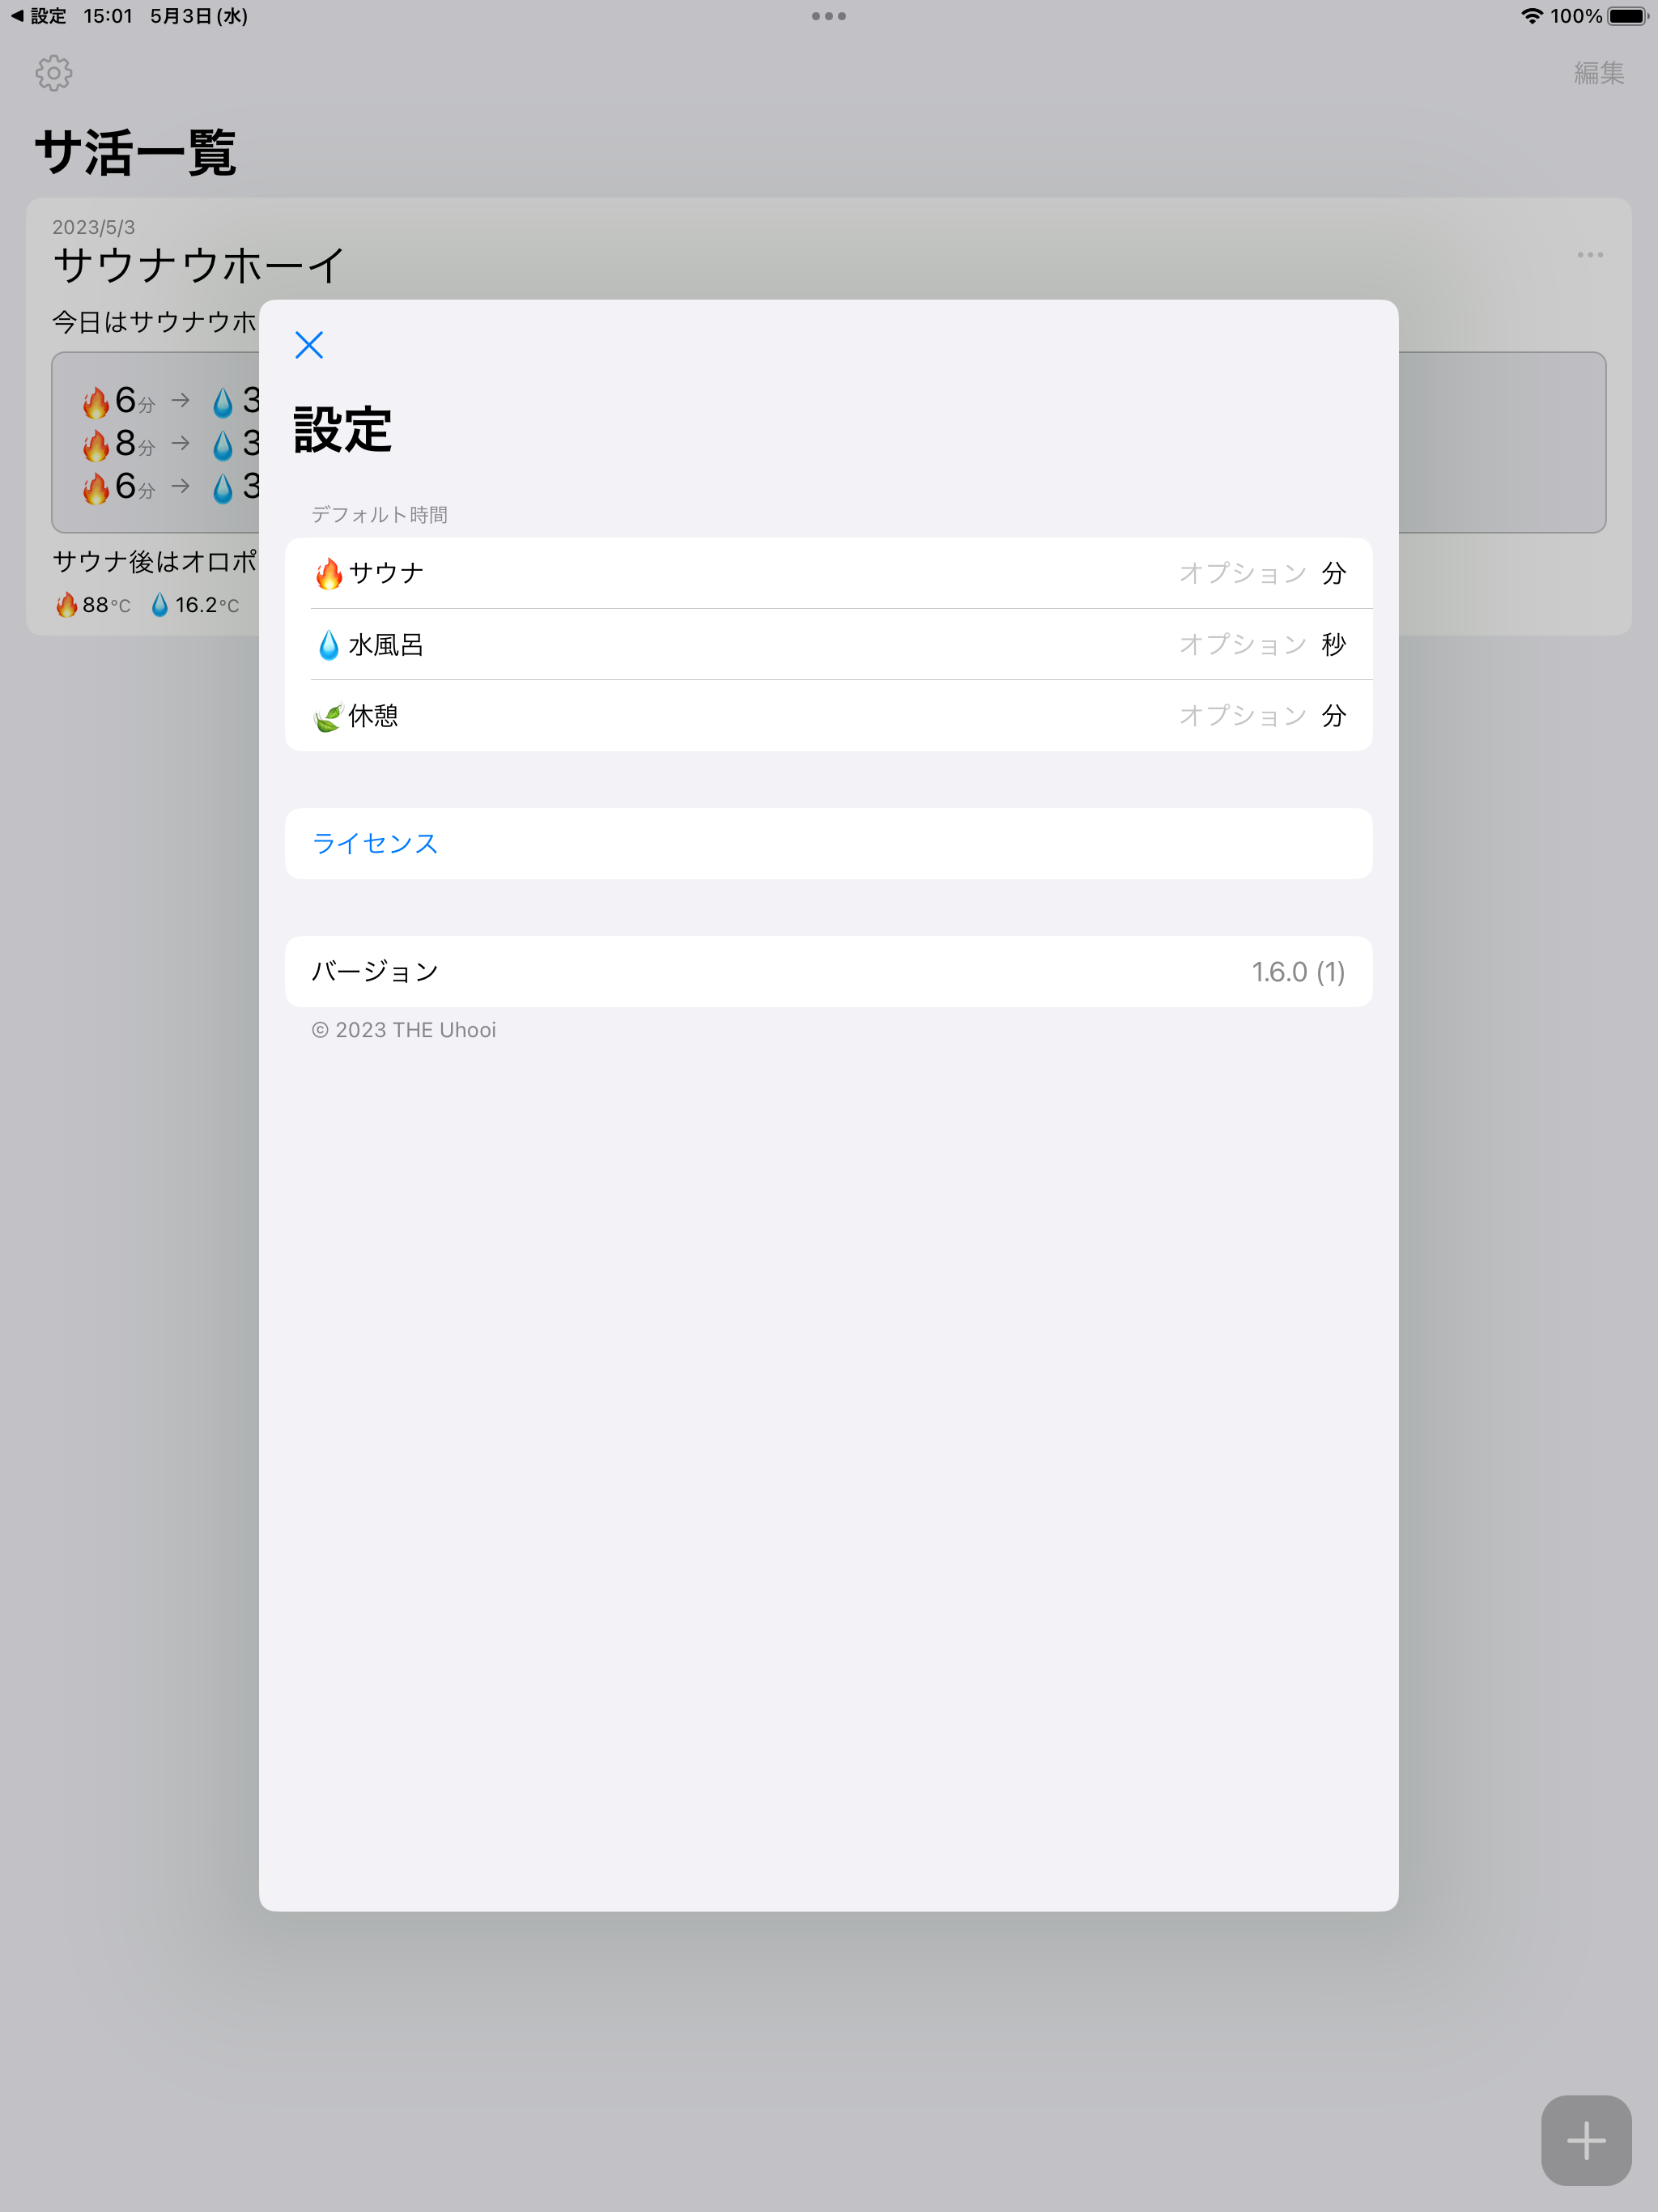 ◀ 設定 15:01 5月3日(水) 100%
編集
サ活一覧
2023/5/3
サウナウホーイ
今日はサウナウホ
🔥6分 → 💧3
🔥8分 → 💧3
🔥6分 → 💧3
サウナ後はオロポ
🔥88℃ 💧16.2℃
設定
デフォルト時間
🔥サウナ オプション 分
💧水風呂 オプション 秒
🍃休憩 オプション 分
ライセンス
バージョン 1.6.0 (1)
© 2023 THE Uhooi